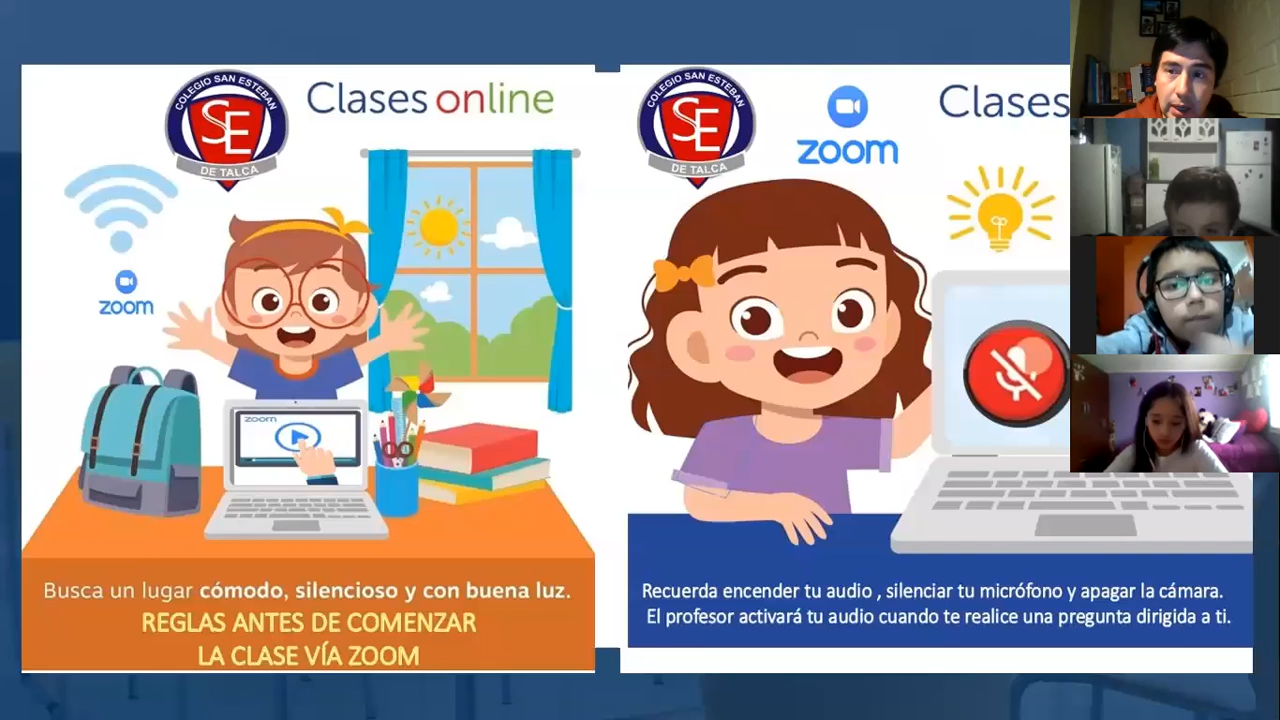 COLEGIO SAN ESTEBAN
SE
DE TALCA
Clases online
zoom
zoom
Busca un lugar cómodo, silencioso y con buena luz.
REGLAS ANTES DE COMENZAR
LA CLASE VÍA ZOOM
COLEGIO SAN ESTEBAN
SE
DE TALCA
zoom
Clases
Recuerda encender tu audio , silenciar tu micrófono y apagar la cámara.
El profesor activará tu audio cuando te realice una pregunta dirigida a ti.